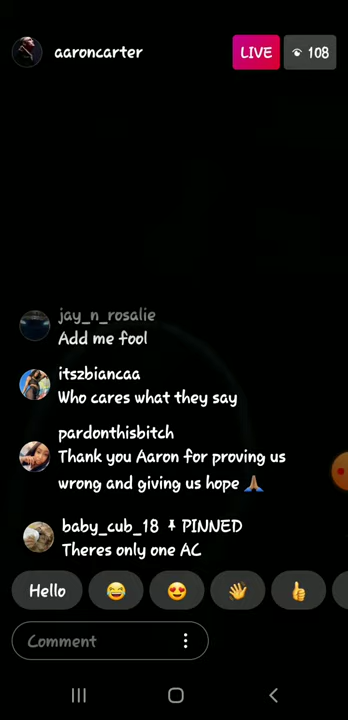 aaroncarter LIVE 108
jay_n_rosalie
Add me fool
itszbiancaa
Who cares what they say
pardonthisbitch
Thank you Aaron for proving us
wrong and giving us hope 🙏🏽
baby_cub_18 📌 PINNED
Theres only one AC
Hello 😂 😍 👋 👍
Comment